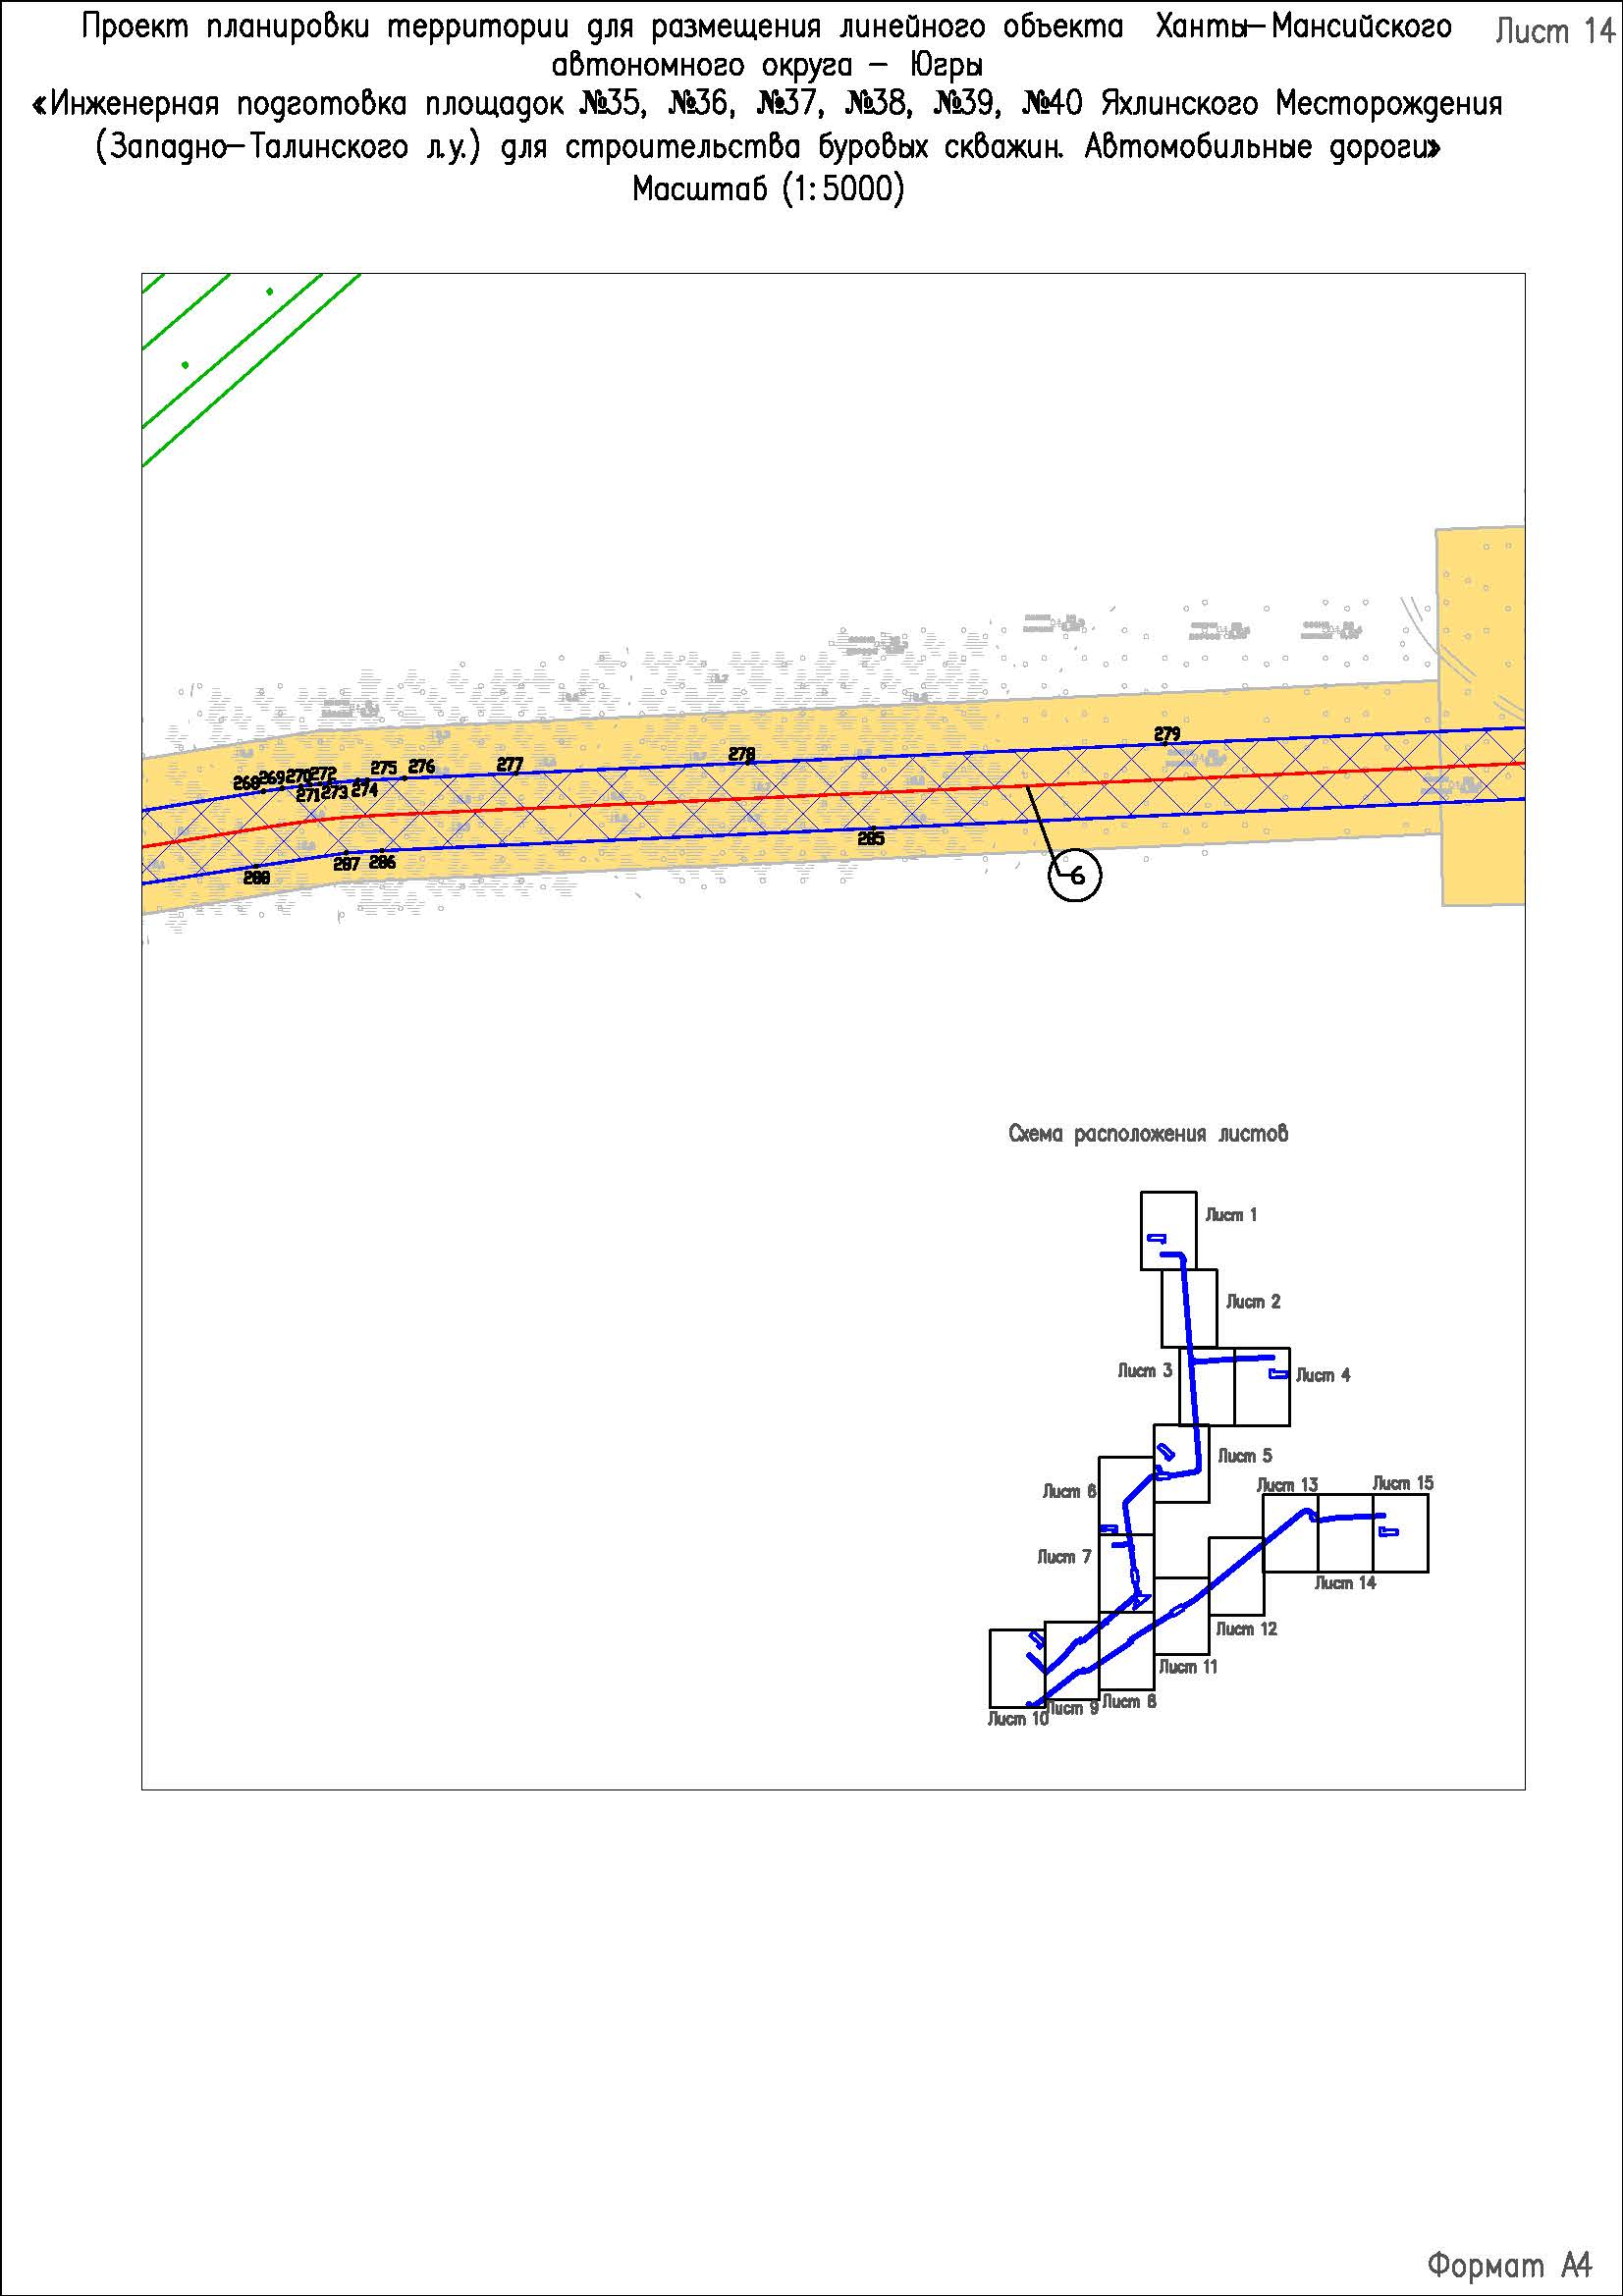 Проект планировки территории для размещения линейного объекта Ханты-Мансийского
Лист 14
автономного округа - Югры
«Инженерная подготовка площадок №35, №36, №37, №38, №39, №40 Яхлинского Месторождения
(Западно-Талинского л.у.) для строительства буровых скважин. Автомобильные дороги»
Масштаб (1:5000)
279
278
277
275 276
268 269 270 272
271 273 274
285
287 286
288
6
Схема расположения листов
Лист 1
Лист 2
Лист 3
Лист 4
Лист 5
Лист 6
Лист 13
Лист 15
Лист 7
Лист 14
Лист 12
Лист 11
Лист 8
Лист 9
Лист 10
Формат А4